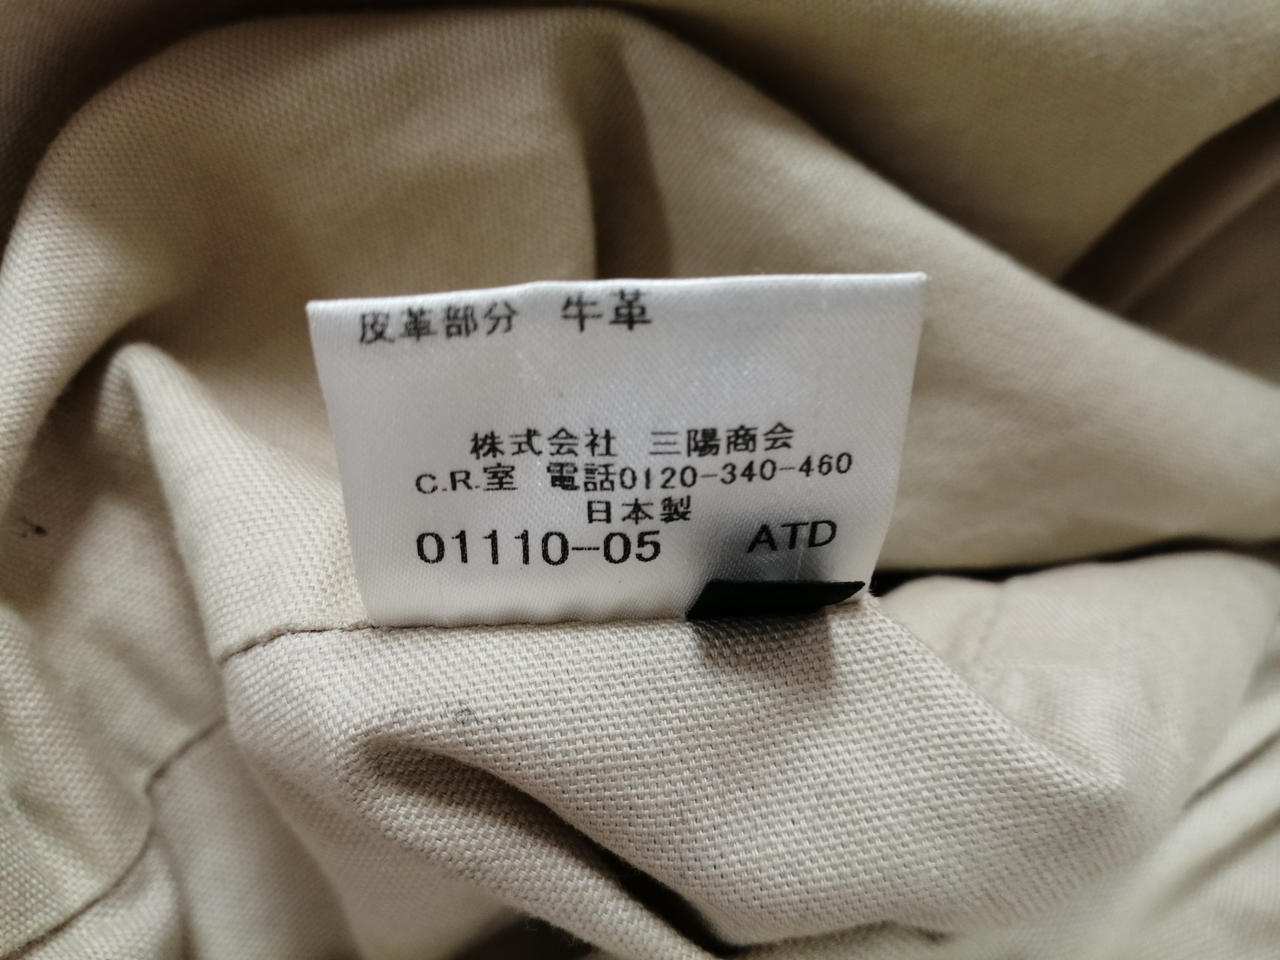 皮革部分　牛革
株式会社　三陽商会
C.R.室　電話0120-340-460
日本製
01110-05　ATD